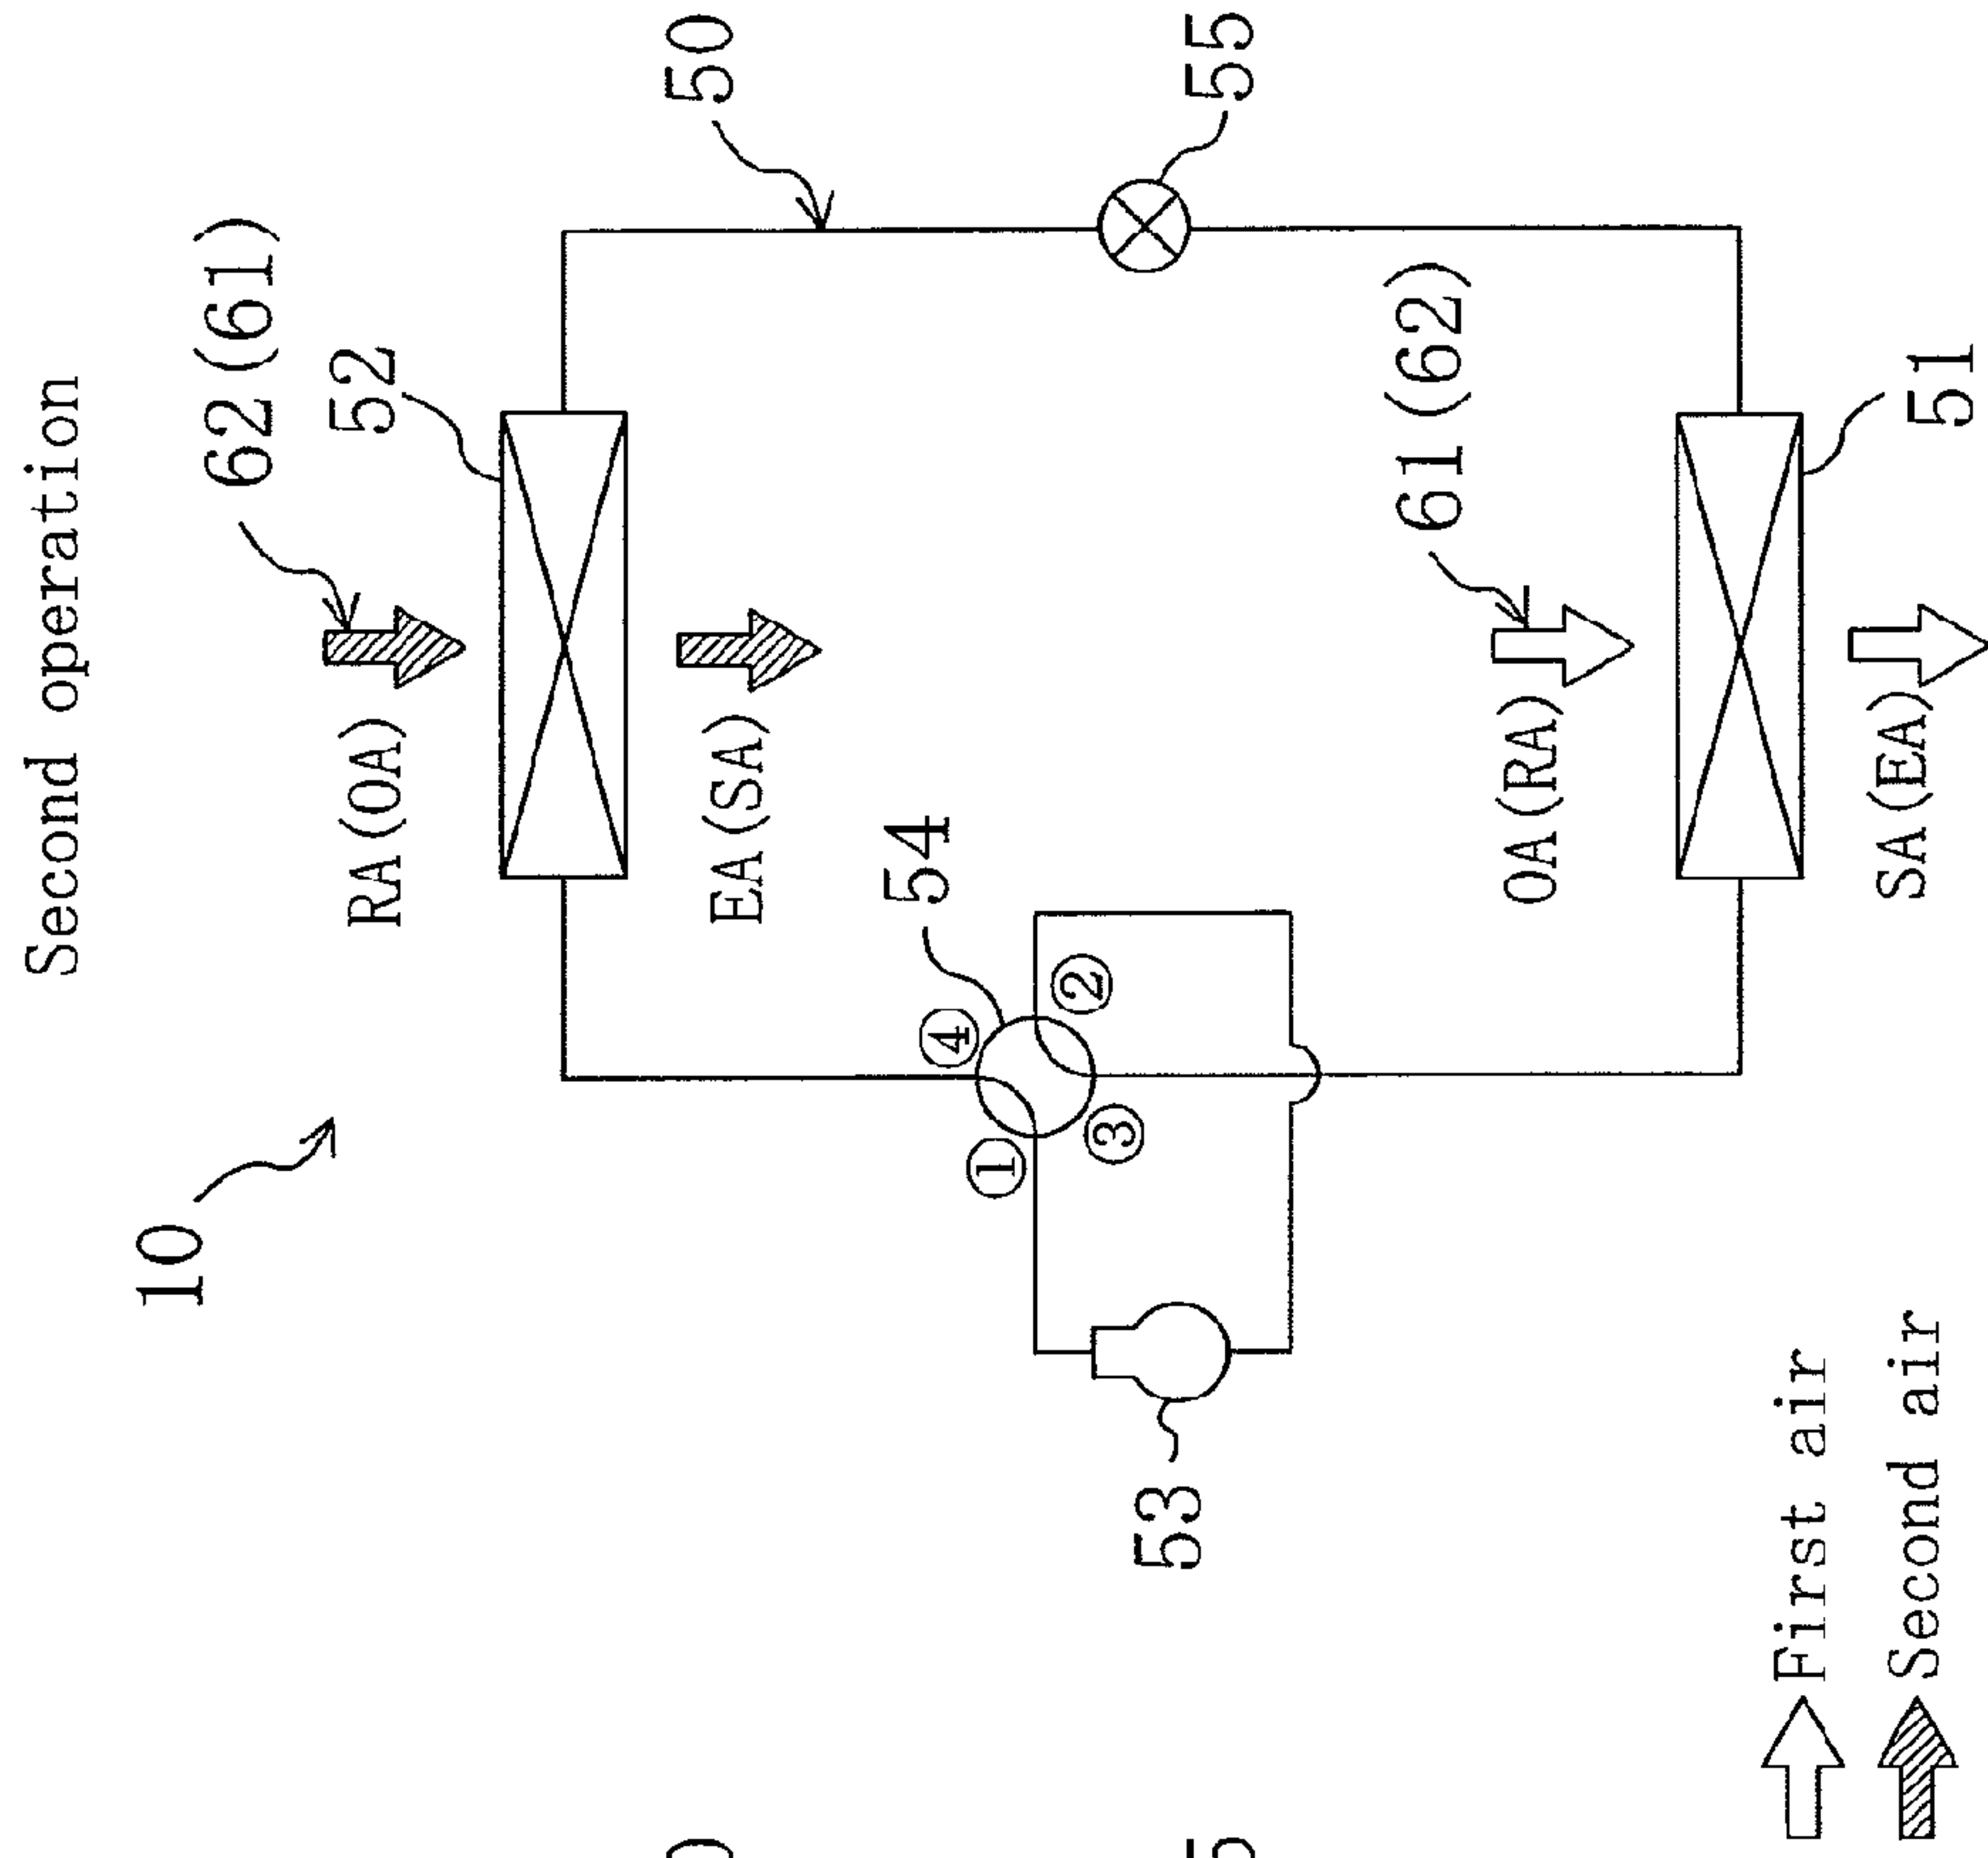 Second operation
10
62(61)
52
RA(OA)
50
EA(SA)
54
④
①
②
③
53
55
61(62)
OA(RA)
First air
SA(EA)
Second air
51